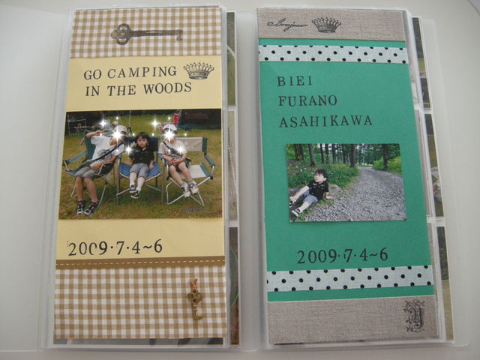 GO CAMPING
IN THE WOODS
2009·7·4~6
BIEI
FURANO
ASAHIKAWA
2009·7·4~6